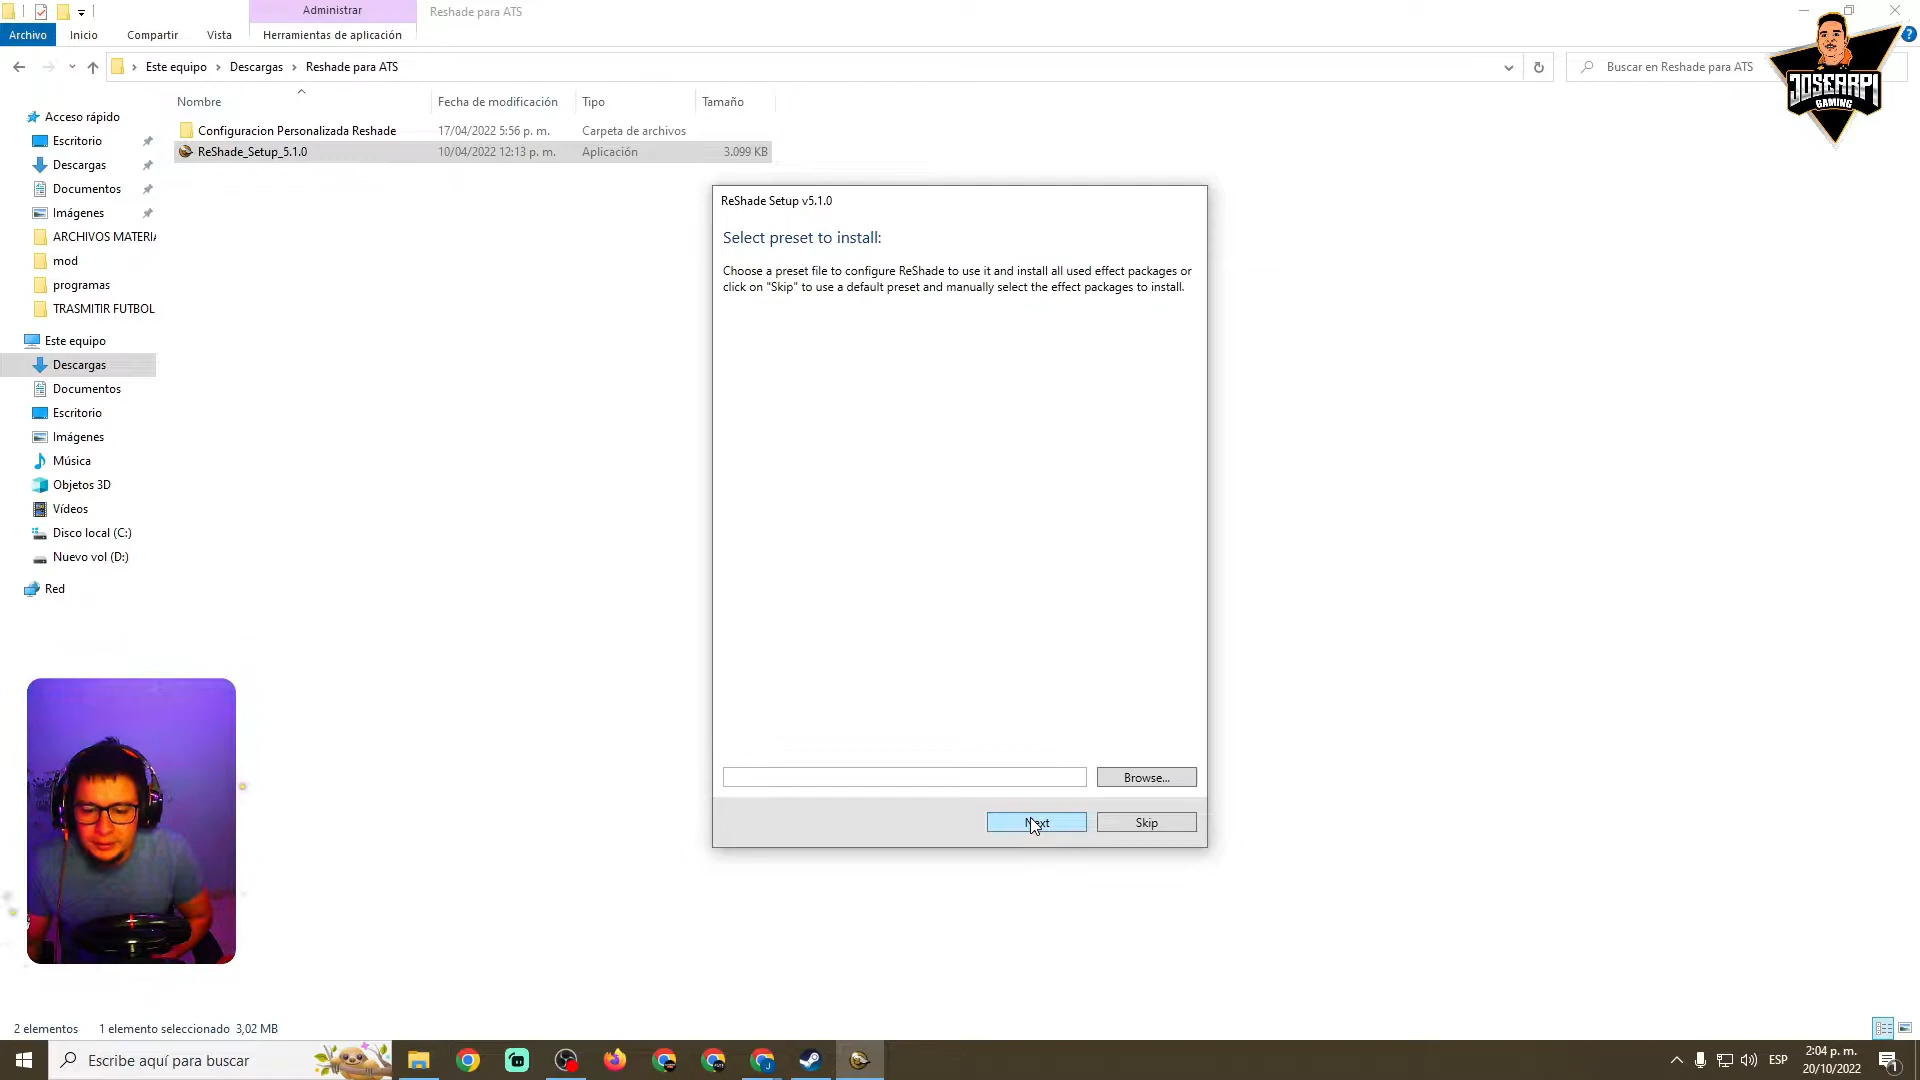 Administrar
Reshade para ATS
Archivo
Inicio
Compartir
Vista
Herramientas de aplicación
Este equipo
Descargas
Reshade para ATS
Buscar en Reshade para ATS
JOSEARPI
GAMING
Nombre
Fecha de modificación
Tipo
Tamaño
Configuracion Personalizada Reshade
17/04/2022 5:56 p. m.
Carpeta de archivos
ReShade_Setup_5.1.0
10/04/2022 12:13 p. m.
Aplicación
3.099 KB
Acceso rápido
Escritorio
Descargas
Documentos
Imágenes
ARCHIVOS MATERIA
mod
programas
TRASMITIR FUTBOL
Este equipo
Descargas
Documentos
Escritorio
Imágenes
Música
Objetos 3D
Vídeos
Disco local (C:)
Nuevo vol (D:)
Red
ReShade Setup v5.1.0
Select preset to install:
Choose a preset file to configure ReShade to use it and install all used effect packages or
click on "Skip" to use a default preset and manually select the effect packages to install.
Browse...
Next
Skip
2 elementos
1 elemento seleccionado 3,02 MB
Escribe aquí para buscar
ESP
2:04 p. m.
20/10/2022
1